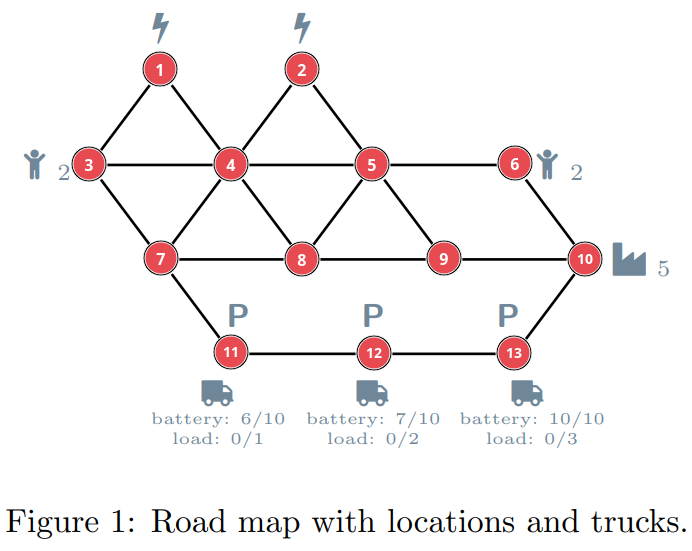 1 2
2 3 4 5 6 2
7 8 9 10 5
P P P
11 12 13
battery: 6/10 battery: 7/10 battery: 10/10
load: 0/1 load: 0/2 load: 0/3
Figure 1: Road map with locations and trucks.